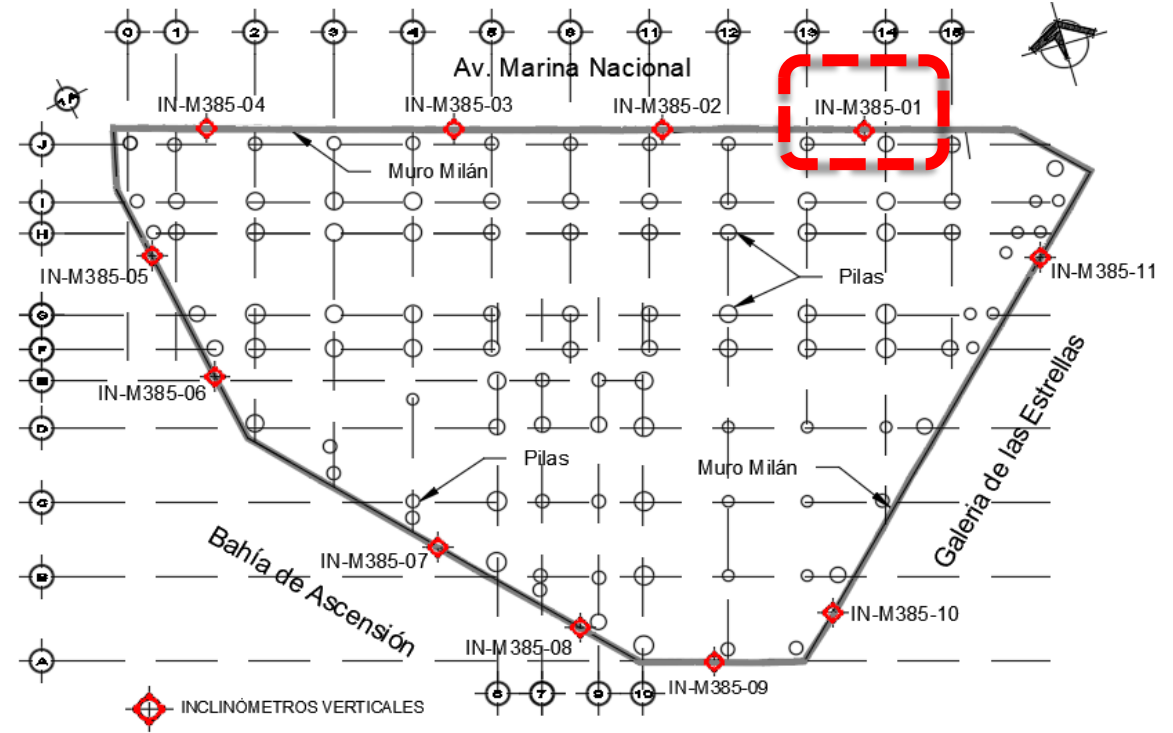 0 1 2 3 4 5 6 11 12 13 14 15
Av. Marina Nacional
IN-M385-04
IN-M385-03
IN-M385-02
IN-M385-01
J
Muro Milán
I
H
IN-M385-05
Pilas
IN-M385-11
G
F
E
IN-M385-06
D
Pilas
Muro Milán
Galeria de las Estrellas
C
Bahía de Ascensión
IN-M385-07
B
IN-M385-10
IN-M385-08
A
IN-M385-09
7 9 10
INCLINÓMETROS VERTICALES